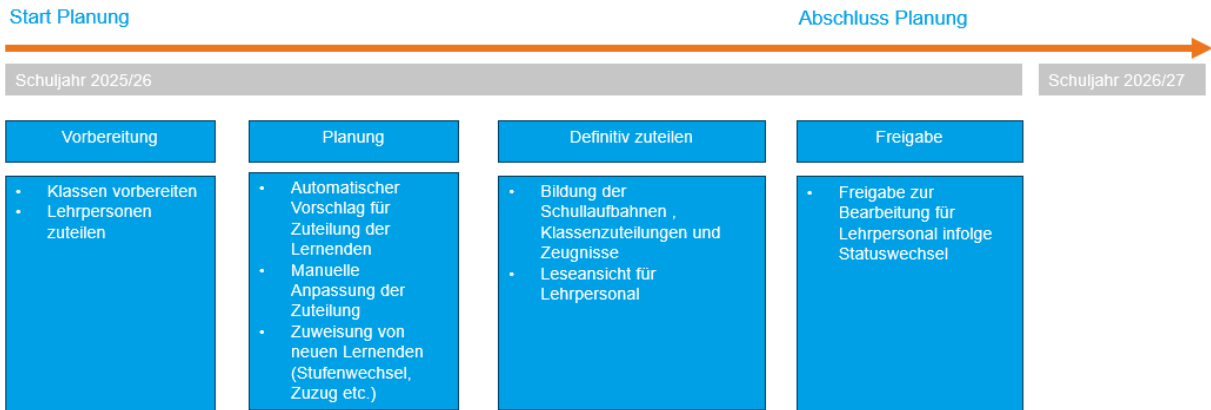 Start Planung
Abschluss Planung
Schuljahr 2025/26
Schuljahr 2026/27
Vorbereitung
• Klassen vorbereiten
• Lehrpersonen
zuteilen
Planung
• Automatischer
Vorschlag für
Zuteilung der
Lernenden
• Manuelle
Anpassung der
Zuteilung
• Zuweisung von
neuen Lernenden
(Stufenwechsel,
Zuzug etc.)
Definitiv zuteilen
• Bildung der
Schullaufbahnen ,
Klassenzuteilungen und
Zeugnisse
• Leseansicht für
Lehrpersonal
Freigabe
• Freigabe zur
Bearbeitung für
Lehrpersonal infolge
Statuswechsel